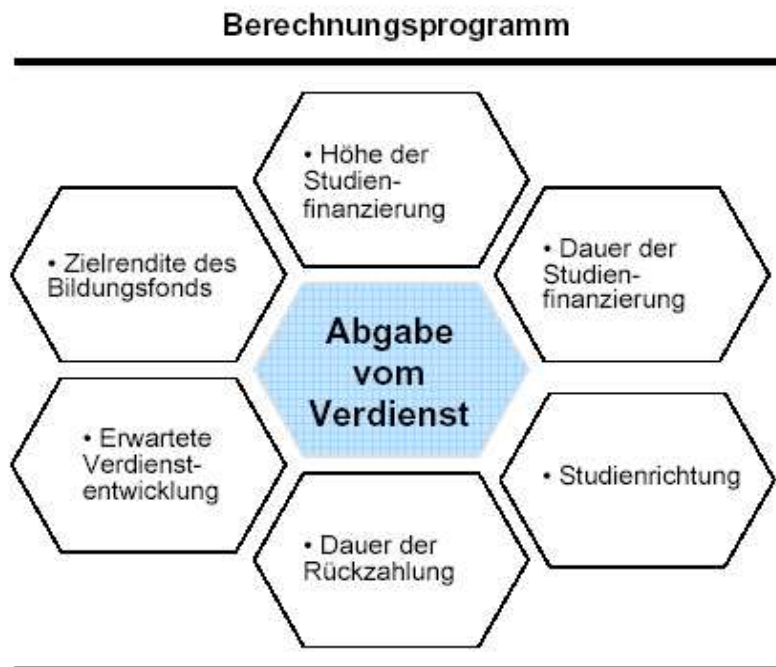 Berechnungsprogramm
• Höhe der
Studien-
finanzierung
• Zielrendite des
Bildungsfonds
• Dauer der
Studien-
finanzierung
Abgabe
vom
Verdienst
• Erwartete
Verdienst-
entwicklung
• Studienrichtung
• Dauer der
Rückzahlung